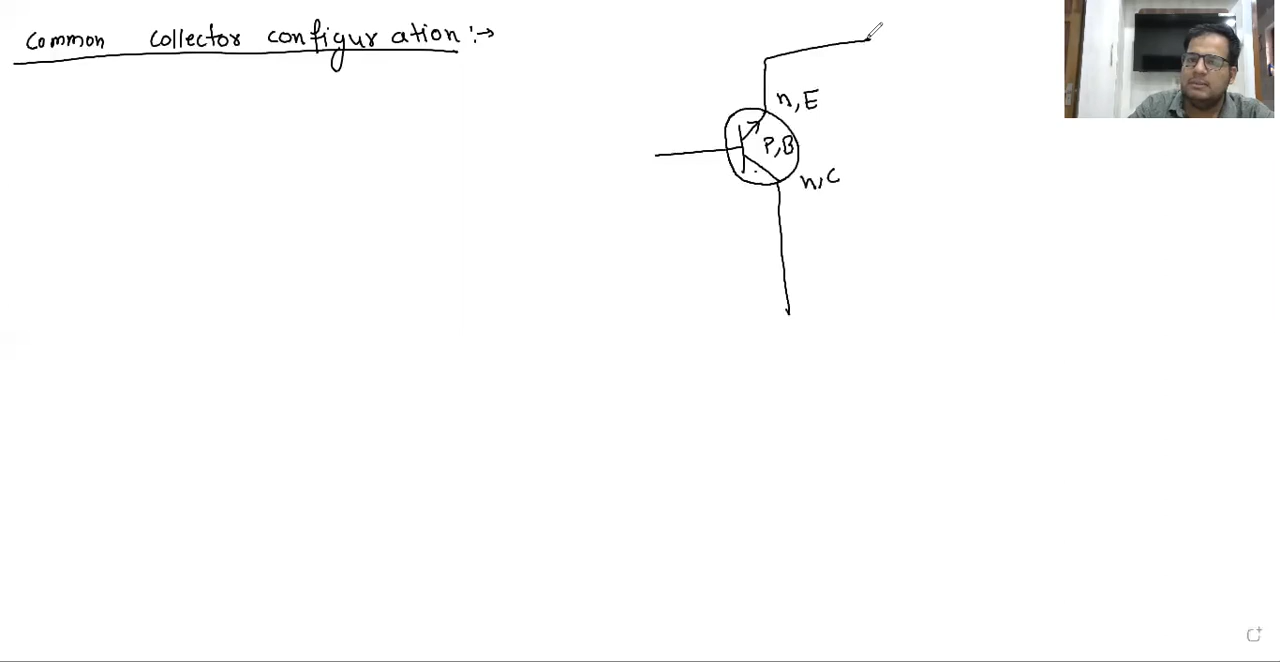 Common collector configuration :→
n, E
P, B
n, C